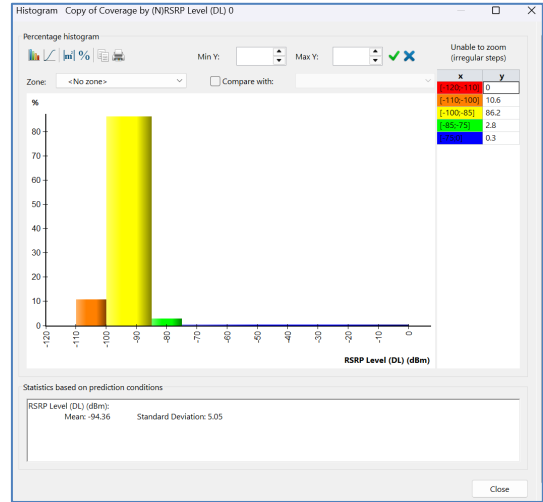 Histogram Copy of Coverage by (N)RSRP Level (DL) 0
Percentage histogram
|m²| %
Min Y:
Max Y:
Unable to zoom
(irregular steps)
Zone: <No zone>
Compare with:
x y
[-120;-110] 0
[-110;-100] 10.6
[-100;-85] 86.2
[-85;-75] 2.8
0.3
%
80
70
60
50
40
30
20
10
0
-120 -110 -100 -90 -80 -70 -60 -50 -40 -30 -20 -10 0
RSRP Level (DL) (dBm)
Statistics based on prediction conditions
RSRP Level (DL) (dBm):
Mean: -94.36 Standard Deviation: 5.05
Close